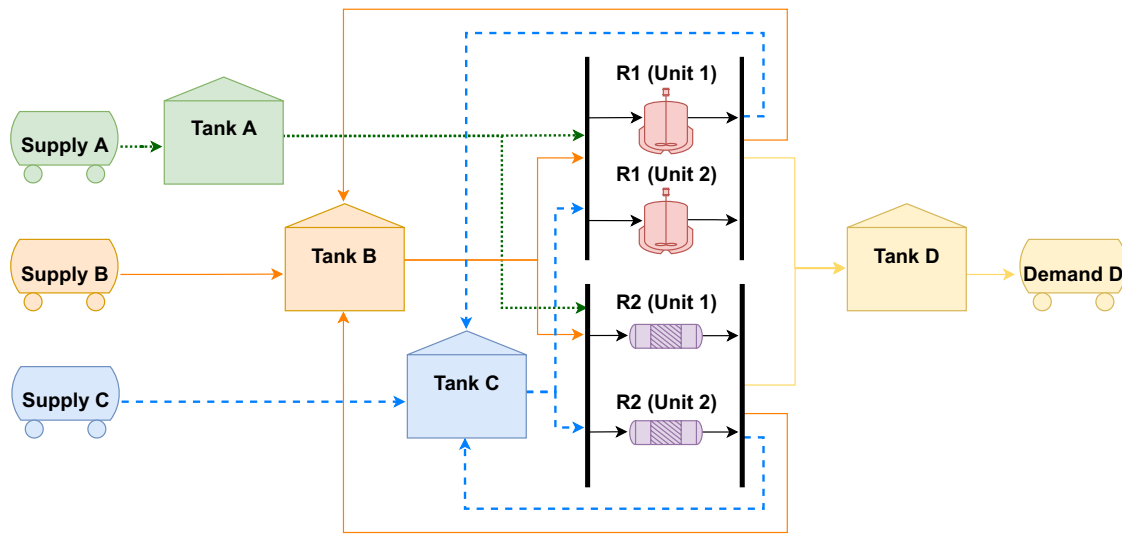 R1 (Unit 1)
Supply A
Tank A
R1 (Unit 2)
Supply B
Tank B
Tank D
Demand D
R2 (Unit 1)
Supply C
Tank C
R2 (Unit 2)